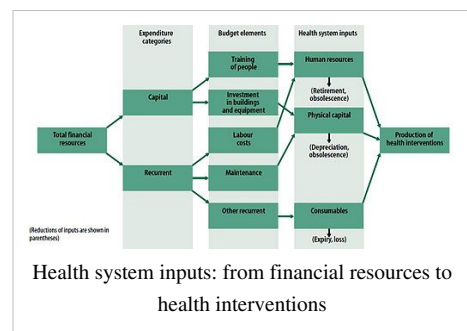 Expenditure
categories
Budget elements
Health system inputs
Training
of people
Human resources
(Retirement,
obsolescence)
Capital
Investment
in buildings
and equipment
Physical capital
Total financial
resources
Labour
costs
(Depreciation,
obsolescence)
Production of
health interventions
Recurrent
Maintenance
Other recurrent
Consumables
(Reductions of inputs are shown in
parentheses)
(Expiry, loss)
Health system inputs: from financial resources to
health interventions